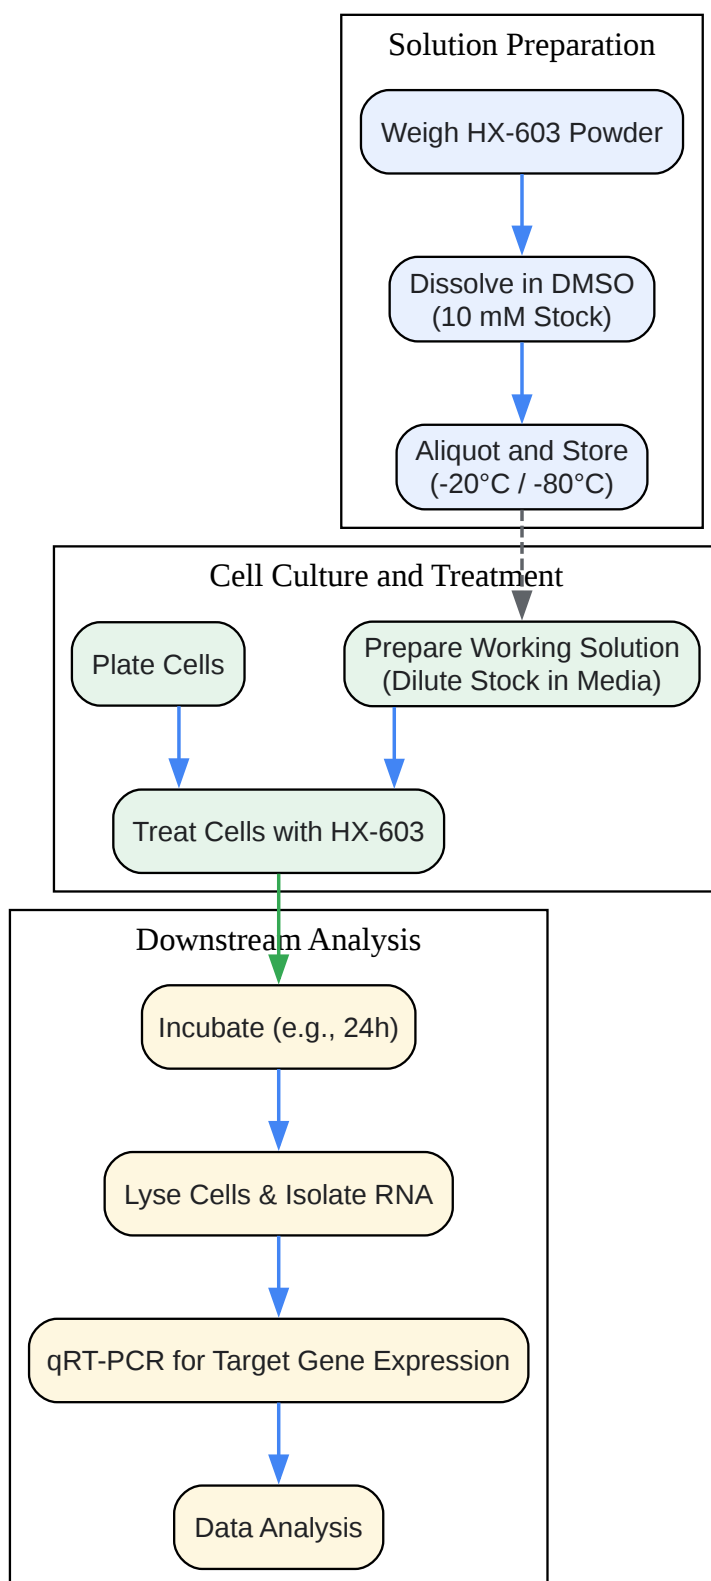 Solution Preparation
Weigh HX-603 Powder
Dissolve in DMSO
(10 mM Stock)
Aliquot and Store
(-20°C / -80°C)
Cell Culture and Treatment
Plate Cells
Prepare Working Solution
(Dilute Stock in Media)
Treat Cells with HX-603
Downstream Analysis
Incubate (e.g., 24h)
Lyse Cells & Isolate RNA
qRT-PCR for Target Gene Expression
Data Analysis